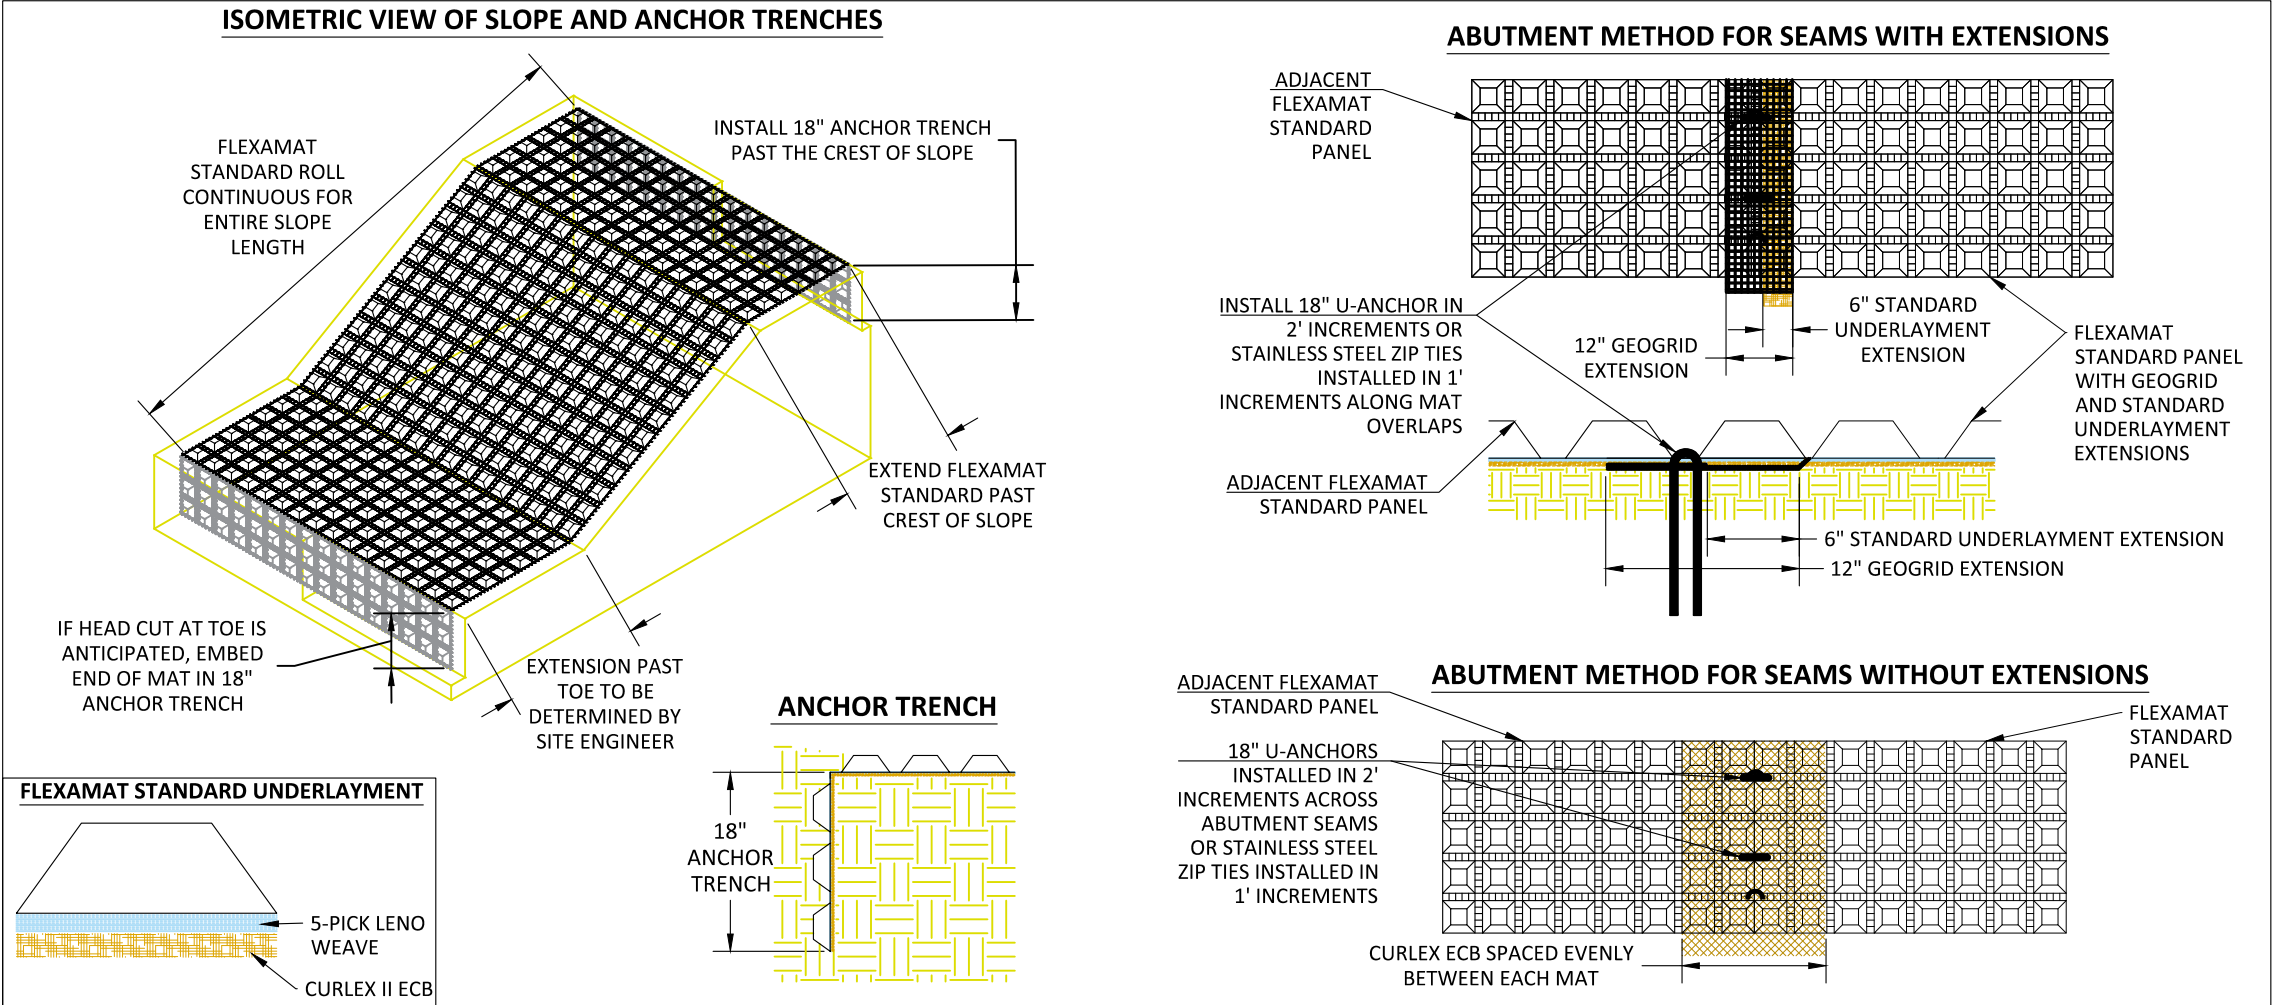 ISOMETRIC VIEW OF SLOPE AND ANCHOR TRENCHES
FLEXAMAT
STANDARD ROLL
CONTINUOUS FOR
ENTIRE SLOPE
LENGTH
INSTALL 18" ANCHOR TRENCH
PAST THE CREST OF SLOPE
EXTEND FLEXAMAT
STANDARD PAST
CREST OF SLOPE
IF HEAD CUT AT TOE IS
ANTICIPATED, EMBED
END OF MAT IN 18"
ANCHOR TRENCH
EXTENSION PAST
TOE TO BE
DETERMINED BY
SITE ENGINEER
FLEXAMAT STANDARD UNDERLAYMENT
5-PICK LENO
WEAVE
CURLEX II ECB
ANCHOR TRENCH
18"
ANCHOR
TRENCH
ABUTMENT METHOD FOR SEAMS WITH EXTENSIONS
ADJACENT
FLEXAMAT
STANDARD
PANEL
INSTALL 18" U-ANCHOR IN
2' INCREMENTS OR
STAINLESS STEEL ZIP TIES
INSTALLED IN 1'
INCREMENTS ALONG MAT
OVERLAPS
12" GEOGRID
EXTENSION
6" STANDARD
UNDERLAYMENT
EXTENSION
FLEXAMAT
STANDARD PANEL
WITH GEOGRID
AND STANDARD
UNDERLAYMENT
EXTENSIONS
ADJACENT FLEXAMAT
STANDARD PANEL
6" STANDARD UNDERLAYMENT EXTENSION
12" GEOGRID EXTENSION
ABUTMENT METHOD FOR SEAMS WITHOUT EXTENSIONS
ADJACENT FLEXAMAT
STANDARD PANEL
18" U-ANCHORS
INSTALLED IN 2'
INCREMENTS ACROSS
ABUTMENT SEAMS
OR STAINLESS STEEL
ZIP TIES INSTALLED IN
1' INCREMENTS
FLEXAMAT
STANDARD
PANEL
CURLEX ECB SPACED EVENLY
BETWEEN EACH MAT